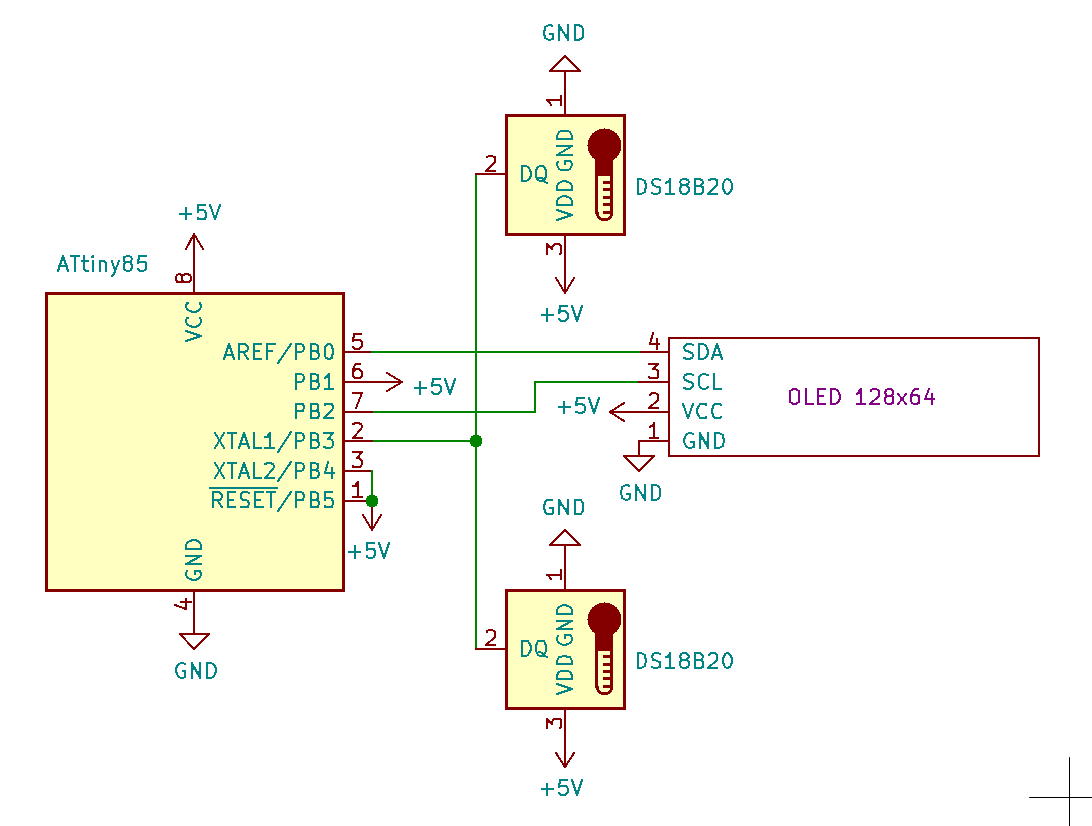 GND
1
2
DQ
VDD GND
DS18B20
3
+5V
+5V
ATtiny85
8
VCC
AREF/PB0
5
PB1
6
+5V
PB2
7
XTAL1/PB3
2
XTAL2/PB4
3
RESET/PB5
1
+5V
GND
4
GND
4
SDA
3
SCL
+5V
2
VCC
1
GND
GND
OLED 128x64
GND
1
2
DQ
VDD GND
DS18B20
3
+5V